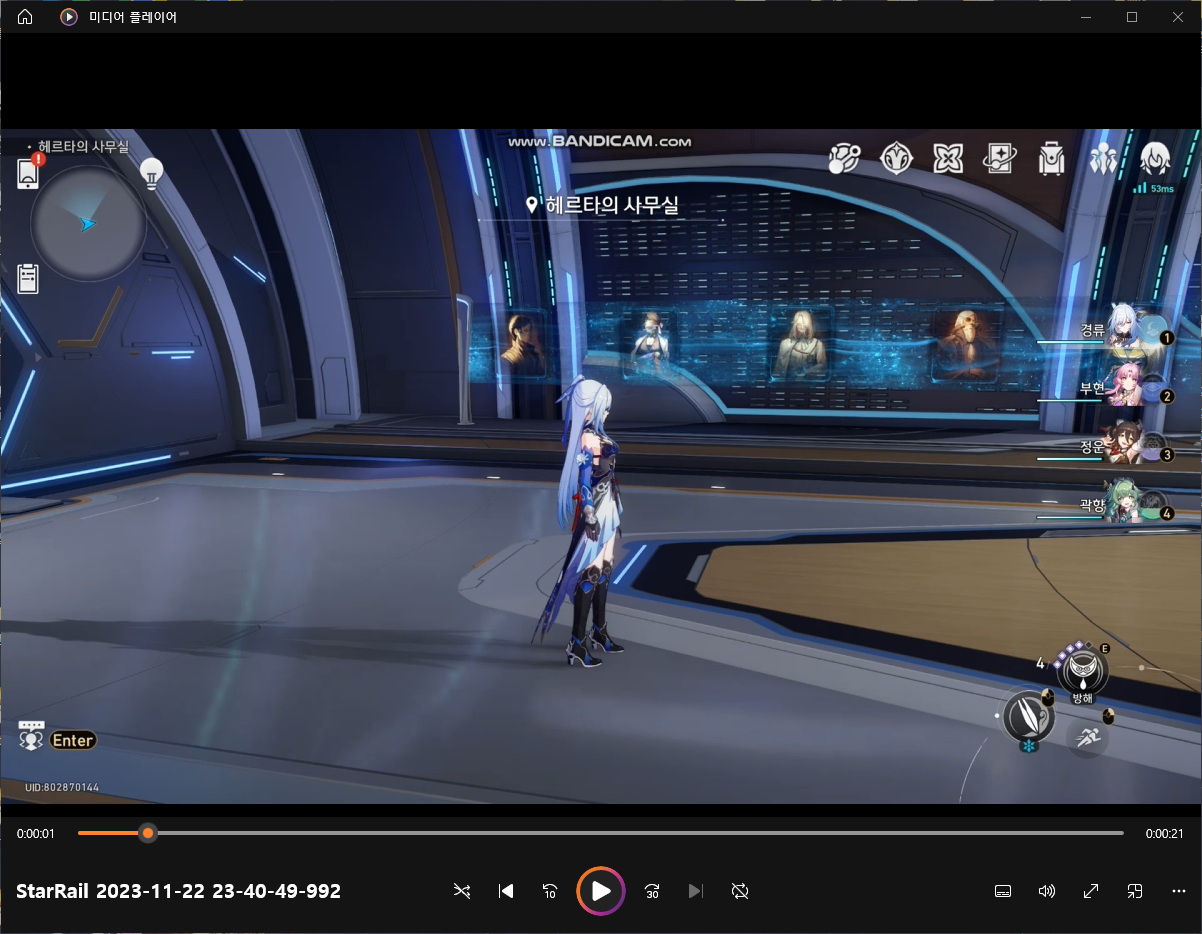 미디어 플레이어
• 헤르타의 사무실
www.BANDICAM.com
53ms
헤르타의 사무실
경류
1
부현
2
정운
3
곽향
4
E
4
방해
Enter
UID:802870144
0:00:01
0:00:21
StarRail 2023-11-22 23-40-49-992
10
30